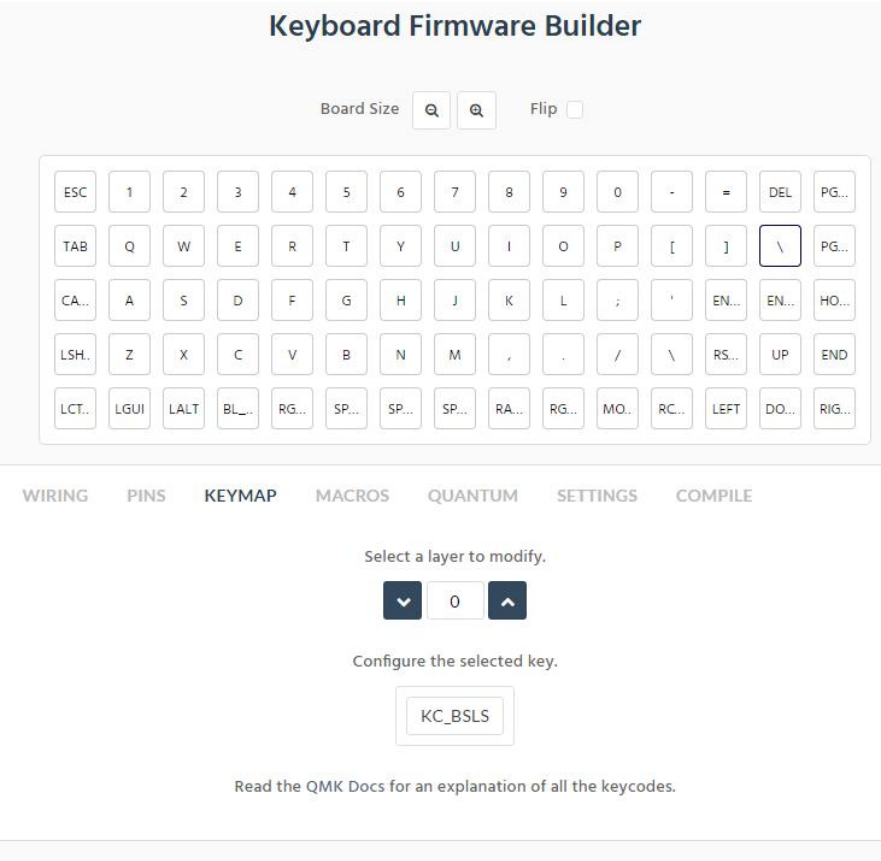 Keyboard Firmware Builder
Board Size Flip
ESC 1 2 3 4 5 6 7 8 9 0 - = DEL PG...
TAB Q W E R T Y U I O P [ ] \ PG...
CA... A S D F G H J K L ; ' EN... EN... HO...
LSH.. Z X C V B N M , . / \ RS... UP END
LCT.. LGUI LALT BL_.. RG... SP... SP... SP... RA... RG... MO.. RC... LEFT DO... RIG...
WIRING PINS KEYMAP MACROS QUANTUM SETTINGS COMPILE
Select a layer to modify.
0
Configure the selected key.
KC_BSLS
Read the QMK Docs for an explanation of all the keycodes.